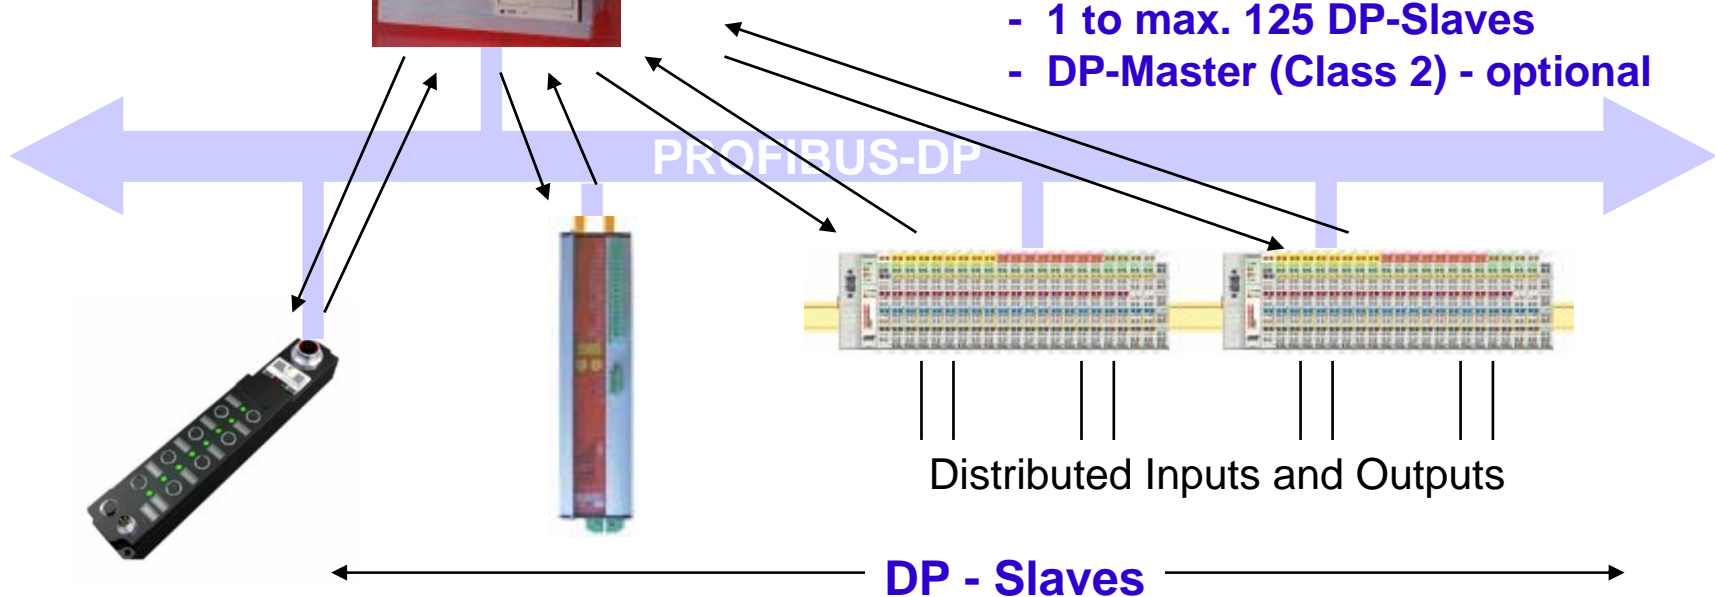 - 1 to max. 125 DP-Slaves
- DP-Master (Class 2) - optional
PROFIBUS-DP
Distributed Inputs and Outputs
DP - Slaves